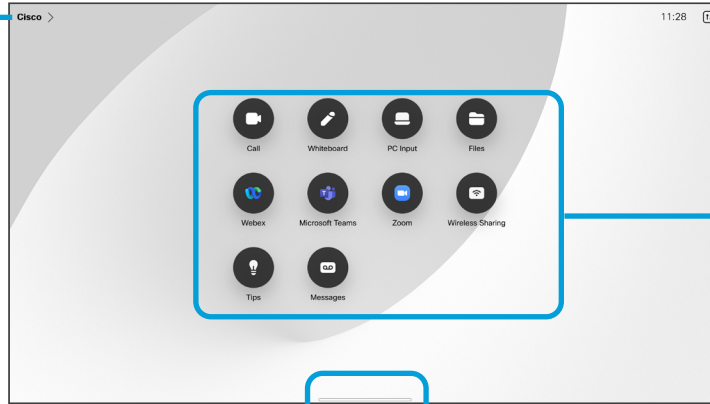 Cisco
11:28
Call Whiteboard PC Input Files
Webex Microsoft Teams Zoom Wireless Sharing
Tips Messages